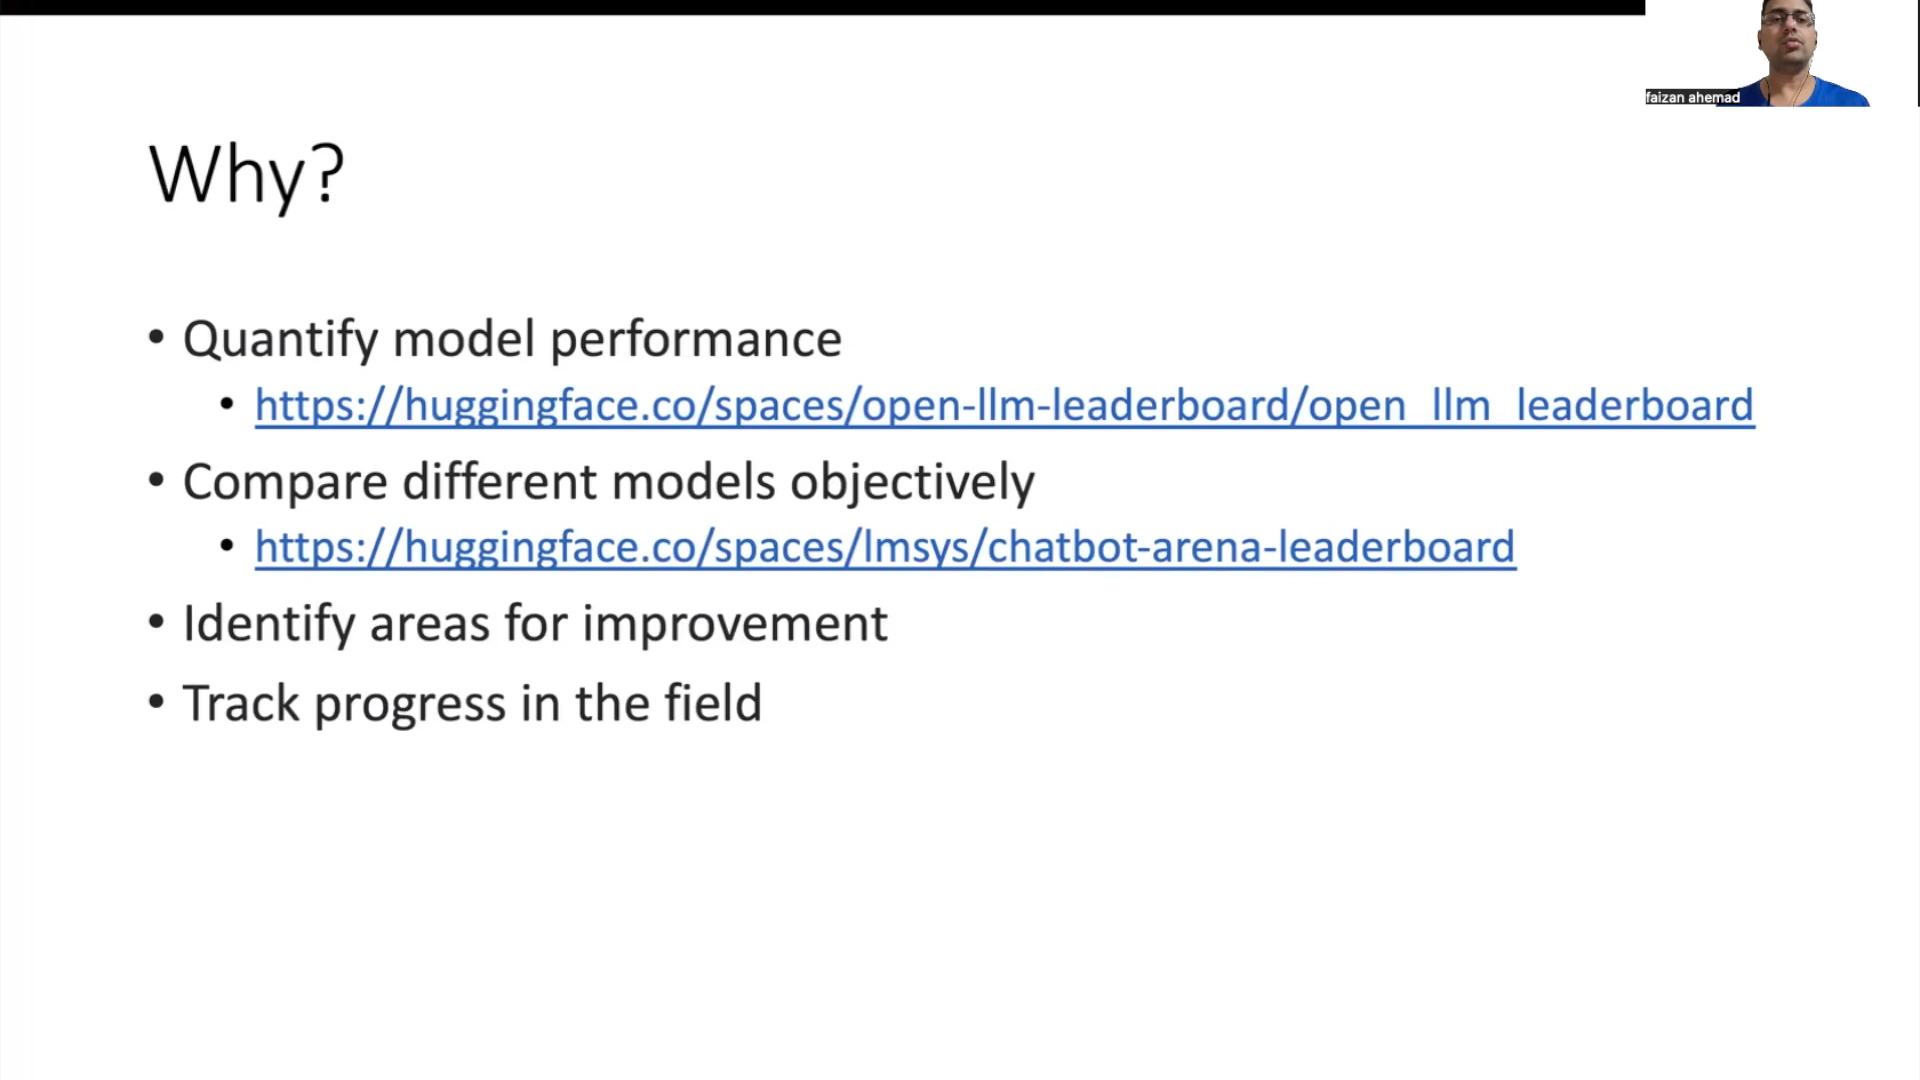 faizan ahemad
Why?
• Quantify model performance
• https://huggingface.co/spaces/open-llm-leaderboard/open_llm_leaderboard
• Compare different models objectively
• https://huggingface.co/spaces/lmsys/chatbot-arena-leaderboard
• Identify areas for improvement
• Track progress in the field